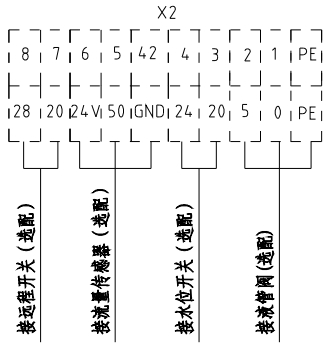 X2
8 7 6 5 42 4 3 2 1 PE
28 20 24V 50 GND 24 20 5 0 PE
接远程开关（选配）
接流量传感器（选配）
接水位开关（选配）
接液管阀(选配)